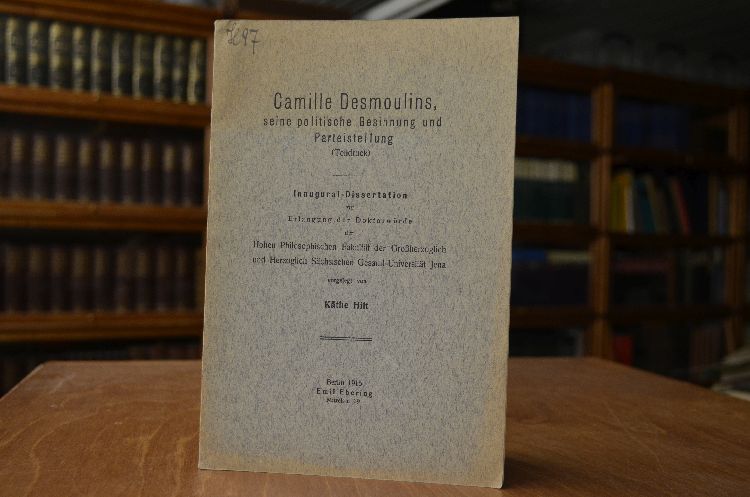 Camille Desmoulins,
seine politische Gesinnung und
Parteistellung
(Teildruck)
Inaugural-Dissertation
zur
Erlangung der Doktorwürde
der
Hohen Philosophischen Fakultät der Großherzoglich
und Herzoglich Sächsischen Gesamt-Universität Jena
vorgelegt von
Käthe Hilt
Berlin 1915
Emil Ebering